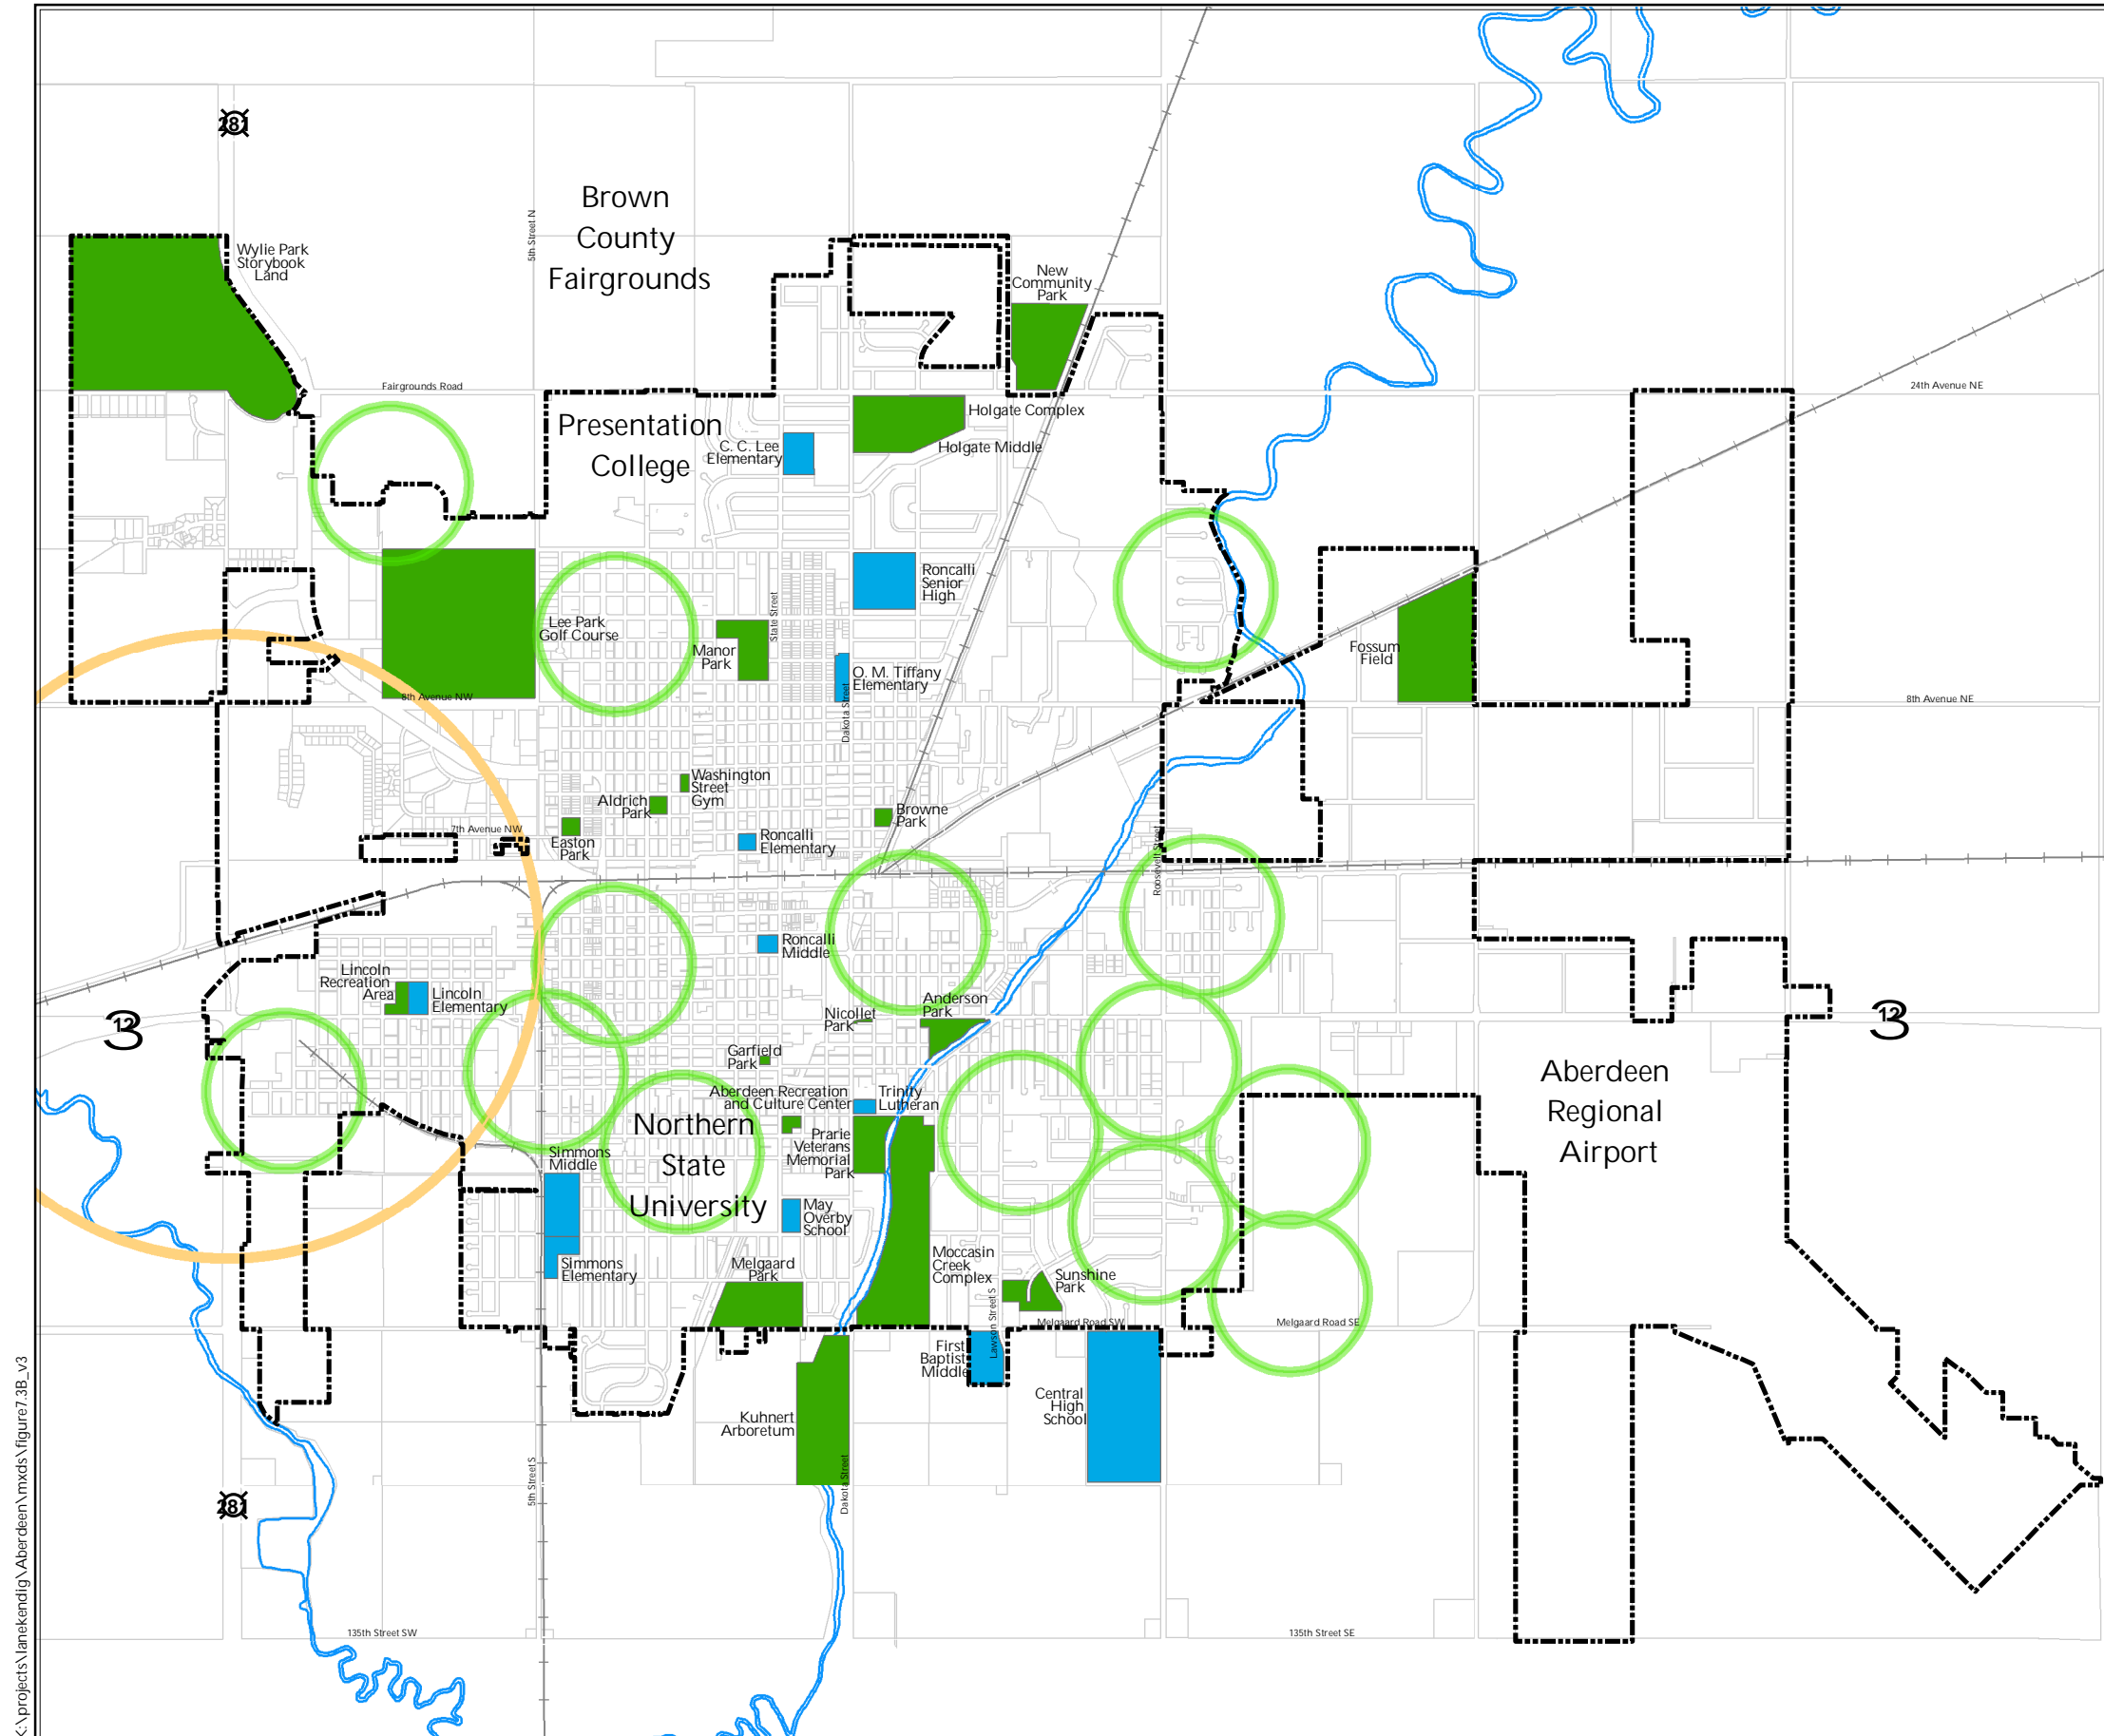 281
Brown
County
Fairgrounds
5th Street N
Wylie Park
Storybook
Land
New
Community
Park
Fairgrounds Road
24th Avenue NE
Presentation
College
C. C. Lee
Elementary
Holgate Complex
Holgate Middle
Roncalli
Senior
High
State Street
Lee Park
Golf Course
Manor
Park
O. M. Tiffany
Elementary
Dakota Street
Fossum
Field
8th Avenue NW
8th Avenue NE
Washington
Street
Gym
Aldrich
Park
Browne
Park
7th Avenue NW
Easton
Park
Roncalli
Elementary
Roosevelt Street
Roncalli
Middle
Lincoln
Recreation
Area
Lincoln
Elementary
Anderson
Park
Nicollet
Park
12
12
Garfield
Park
Aberdeen
Regional
Airport
Aberdeen Recreation
and Culture Center
Trinity
Lutheran
Northern
State
University
Prarie
Veterans
Memorial
Park
Simmons
Middle
May
Overby
School
Simmons
Elementary
Melgaard
Park
Moccasin
Creek
Complex
Sunshine
Park
Lawson Street S
Melgaard Road SW
Melgaard Road SE
First
Baptist
Middle
Central
High
School
Kuhnert
Arboretum
5th Street S
Dakota Street
281
135th Street SW
135th Street SE
K:\projects\lanekendig\Aberdeen\mxds\figure7.3B_v3